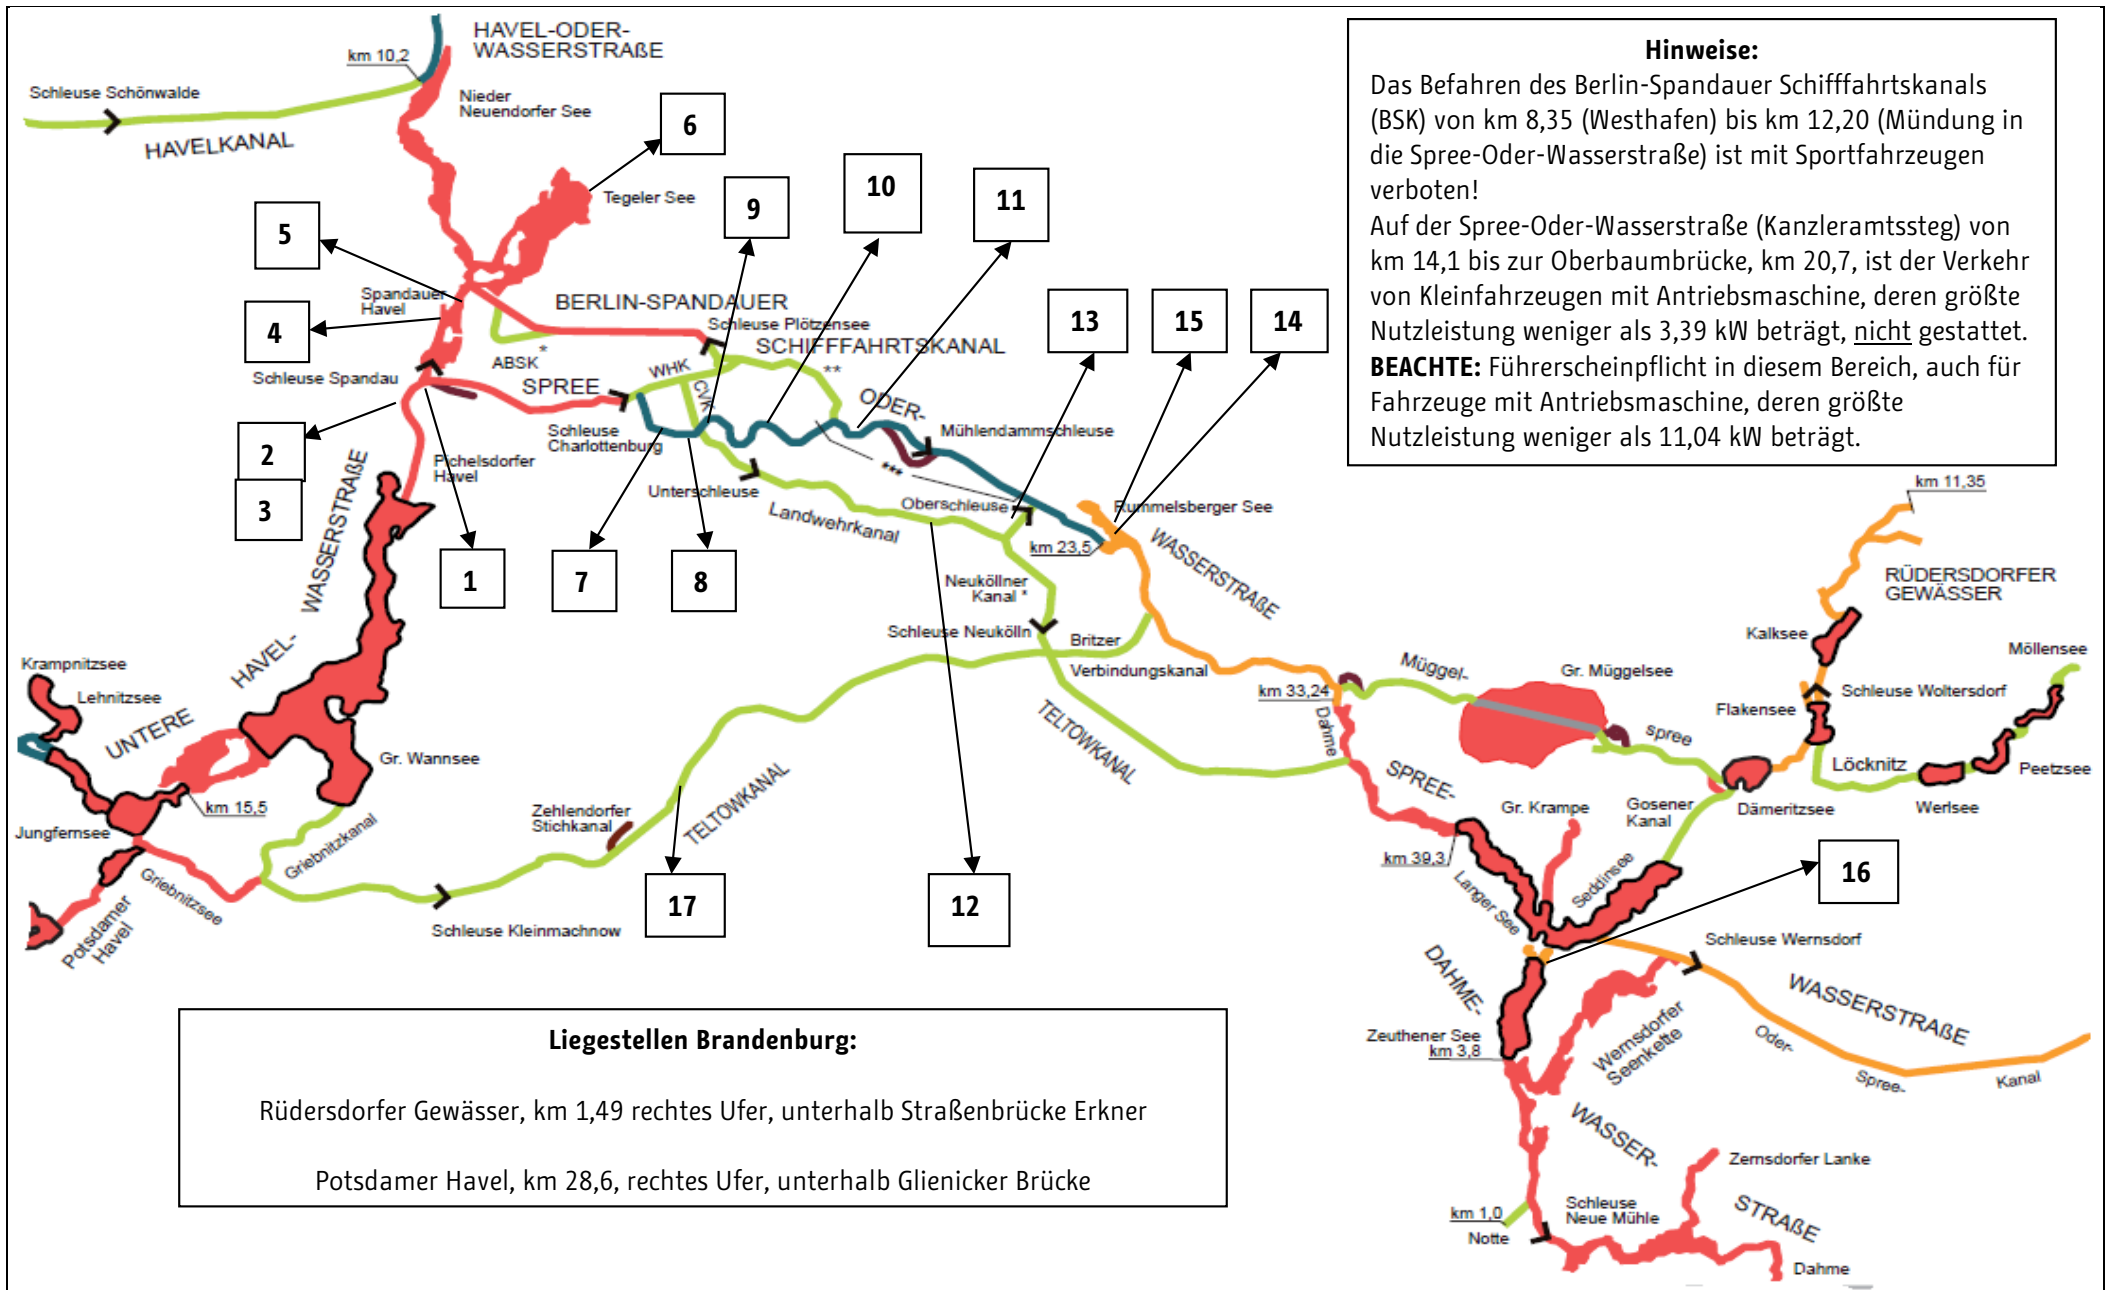 HAVEL-ODER-
WASSERSTRAßE
km 10,2
Schleuse Schönwalde
HAVELKANAL
Nieder
Neuendorfer See
6
Tegeler See
5
9
10
11
4
Spandauer
Havel
BERLIN-SPANDAUER
Schleuse Plötzensee
SCHIFFFAHRTSKANAL
ABSK *
**
WHK
CVK
Schleuse Spandau
SPREE
ODER-
13
15
14
2
3
Schleuse
Charlottenburg
Mühlendammschleuse
***
Pichelsdorfer
Havel
Unterschleuse
Oberschleuse
Landwehrkanal
Rummelsberger See
km 23,5
WASSERSTRAßE
1
7
8
Neuköllner
Kanal *
Schleuse Neukölln
Britzer
Verbindungskanal
Hinweise:
Das Befahren des Berlin-Spandauer Schifffahrtskanals
(BSK) von km 8,35 (Westhafen) bis km 12,20 (Mündung in
die Spree-Oder-Wasserstraße) ist mit Sportfahrzeugen
verboten!
Auf der Spree-Oder-Wasserstraße (Kanzleramtssteg) von
km 14,1 bis zur Oberbaumbrücke, km 20,7, ist der Verkehr
von Kleinfahrzeugen mit Antriebsmaschine, deren größte
Nutzleistung weniger als 3,39 kW beträgt, nicht gestattet.
BEACHTE: Führerscheinpflicht in diesem Bereich, auch für
Fahrzeuge mit Antriebsmaschine, deren größte
Nutzleistung weniger als 11,04 kW beträgt.
km 11,35
RÜDERSDORFER
GEWÄSSER
Kalksee
Möllensee
Schleuse Woltersdorf
Flakensee
Löcknitz
Peetzsee
Werlsee
Dämeritzsee
Müggel-
Gr. Müggelsee
spree
km 33,24
Dahme
SPREE-
Gr. Krampe
Gosener
Kanal
km 39,3
Langer See
Seddinsee
16
UNTERE
HAVEL-
WASSERSTRAßE
Krampnitzsee
Lehnitzsee
Gr. Wannsee
km 15,5
Jungfernsee
Griebnitzkanal
Griebnitzsee
Potsdamer
Havel
Zehlendorfer
Stichkanal
TELTOWKANAL
TELTOWKANAL
17
12
Schleuse Kleinmachnow
Schleuse Wernsdorf
DAHME-
WASSERSTRAßE
Oder-
Spree-
Kanal
Zeuthener See
km 3,8
Wernsdorfer
Seenkette
WASSER-
STRAßE
Zernsdorfer Lanke
km 1,0
Notte
Schleuse
Neue Mühle
Dahme
Liegestellen Brandenburg:
Rüdersdorfer Gewässer, km 1,49 rechtes Ufer, unterhalb Straßenbrücke Erkner
Potsdamer Havel, km 28,6, rechtes Ufer, unterhalb Glienicker Brücke